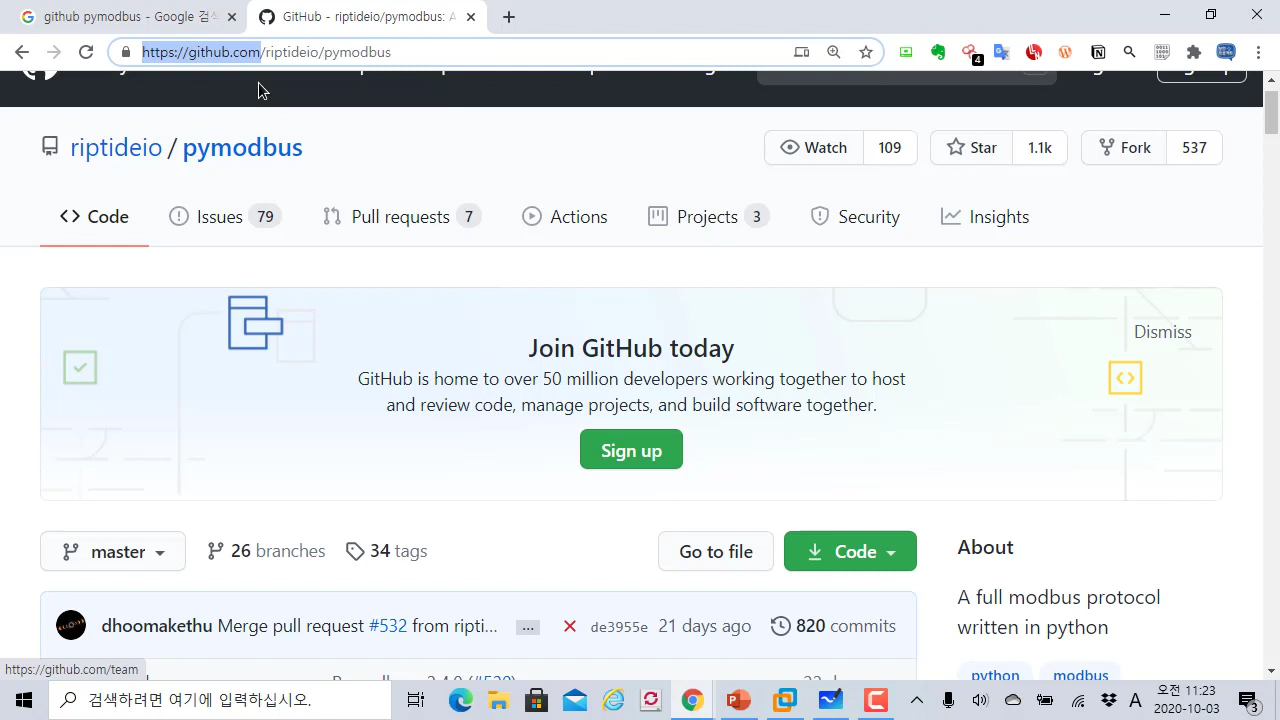 github pymodbus - Google 검색
GitHub - riptideio/pymodbus: A
https://github.com/riptideio/pymodbus
4
riptideio / pymodbus
Watch 109
Star 1.1k
Fork 537
Code
Issues 79
Pull requests 7
Actions
Projects 3
Security
Insights
Join GitHub today
Dismiss
GitHub is home to over 50 million developers working together to host
and review code, manage projects, and build software together.
Sign up
master
26 branches
34 tags
Go to file
Code
About
A full modbus protocol
written in python
dhoomakethu Merge pull request #532 from ripti... ... de3955e 21 days ago 820 commits
python modbus
https://github.com/team
검색하려면 여기에 입력하십시오.
A
오전 11:23
2020-10-03
3